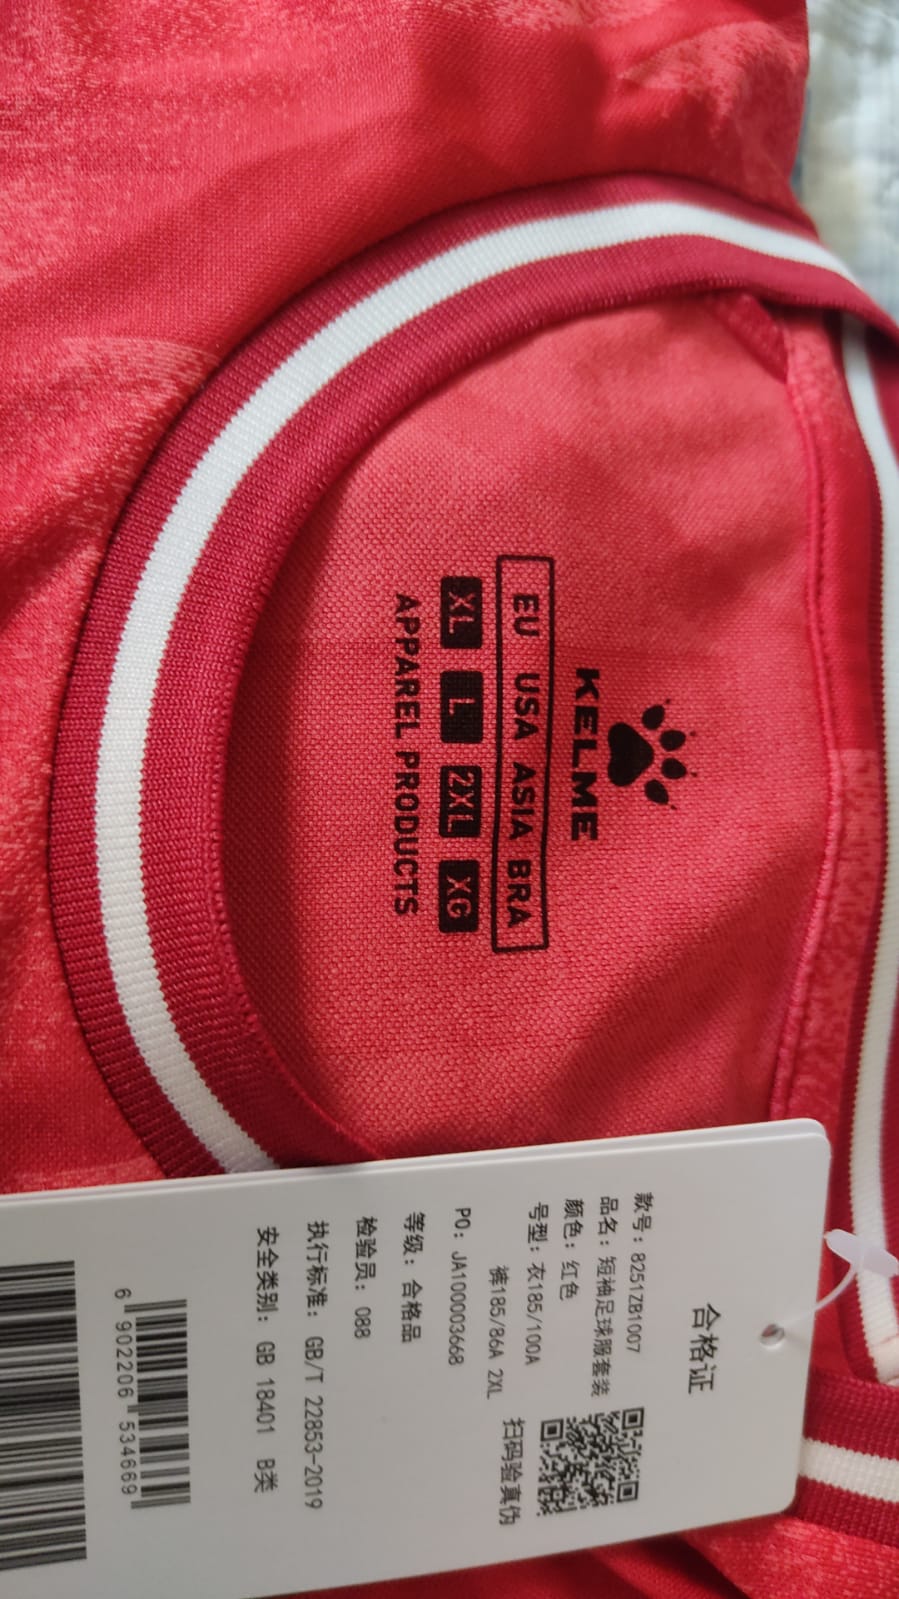 KELME
EU USA ASIA BRA
XL L 2XL XG
APPAREL PRODUCTS
合格证
款号: 8251ZB1007
品名: 短袖足球服套装
颜色: 红色
号型: 衣185/100A
裤185/86A 2XL
扫码验真伪
PO: JA100003668
等级: 合格品
检验员: 088
执行标准: GB/T 22853-2019
安全类别: GB 18401 B类
6 902206 534669